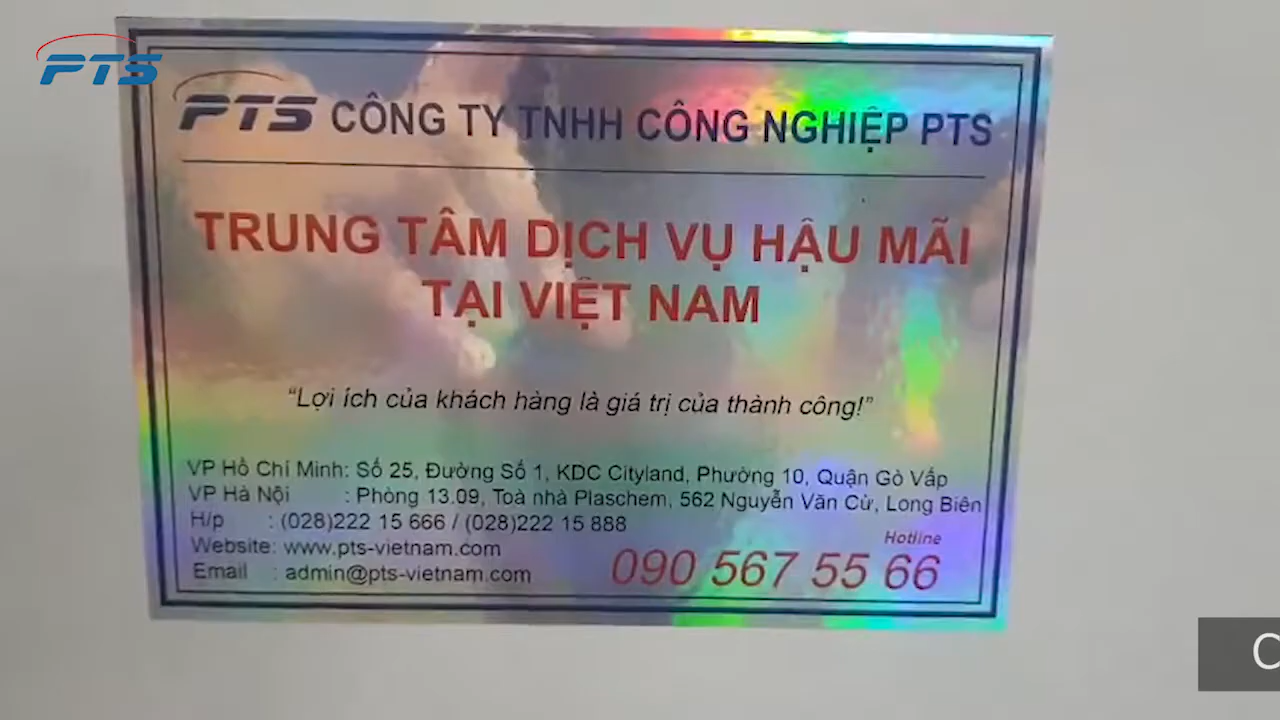 PTS
PTS CÔNG TY TNHH CÔNG NGHIỆP PTS
TRUNG TÂM DỊCH VỤ HẬU MÃI
TẠI VIỆT NAM
“Lợi ích của khách hàng là giá trị của thành công!”
VP Hồ Chí Minh: Số 25, Đường Số 1, KDC Cityland, Phường 10, Quận Gò Vấp
VP Hà Nội : Phòng 13.09, Toà nhà Plaschem, 562 Nguyễn Văn Cừ, Long Biên
H/p : (028)222 15 666 / (028)222 15 888
Website: www.pts-vietnam.com
Email : admin@pts-vietnam.com
Hotline
090 567 55 66